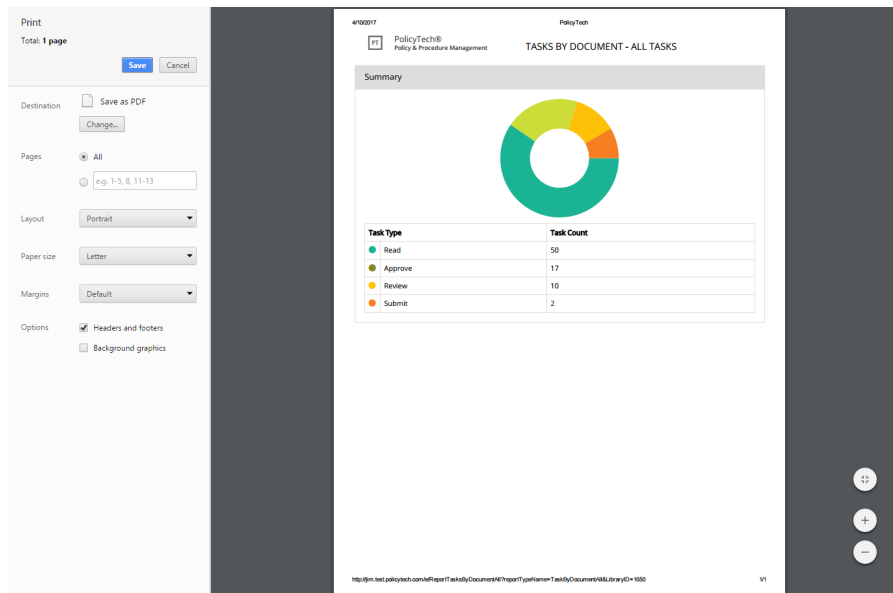 Print
Total: 1 page
Save Cancel
Destination Save as PDF
Change...
Pages All
e.g. 1-5, 8, 11-13
Layout Portrait
Paper size Letter
Margins Default
Options Headers and footers
Background graphics
4/10/2017 PolicyTech
PT PolicyTech®
Policy & Procedure Management
TASKS BY DOCUMENT - ALL TASKS
Summary
Task Type Task Count
Read 50
Approve 17
Review 10
Submit 2
http://jim.test.policytech.com/e/ReportTasksByDocumentAll?reportTypeName=TaskByDocumentAll&LibraryID=1650 1/1